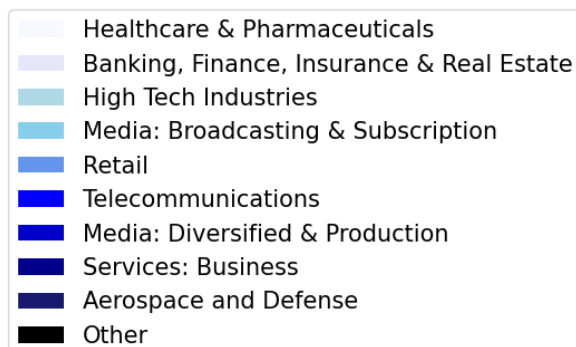 Healthcare & Pharmaceuticals
Banking, Finance, Insurance & Real Estate
High Tech Industries
Media: Broadcasting & Subscription
Retail
Telecommunications
Media: Diversified & Production
Services: Business
Aerospace and Defense
Other